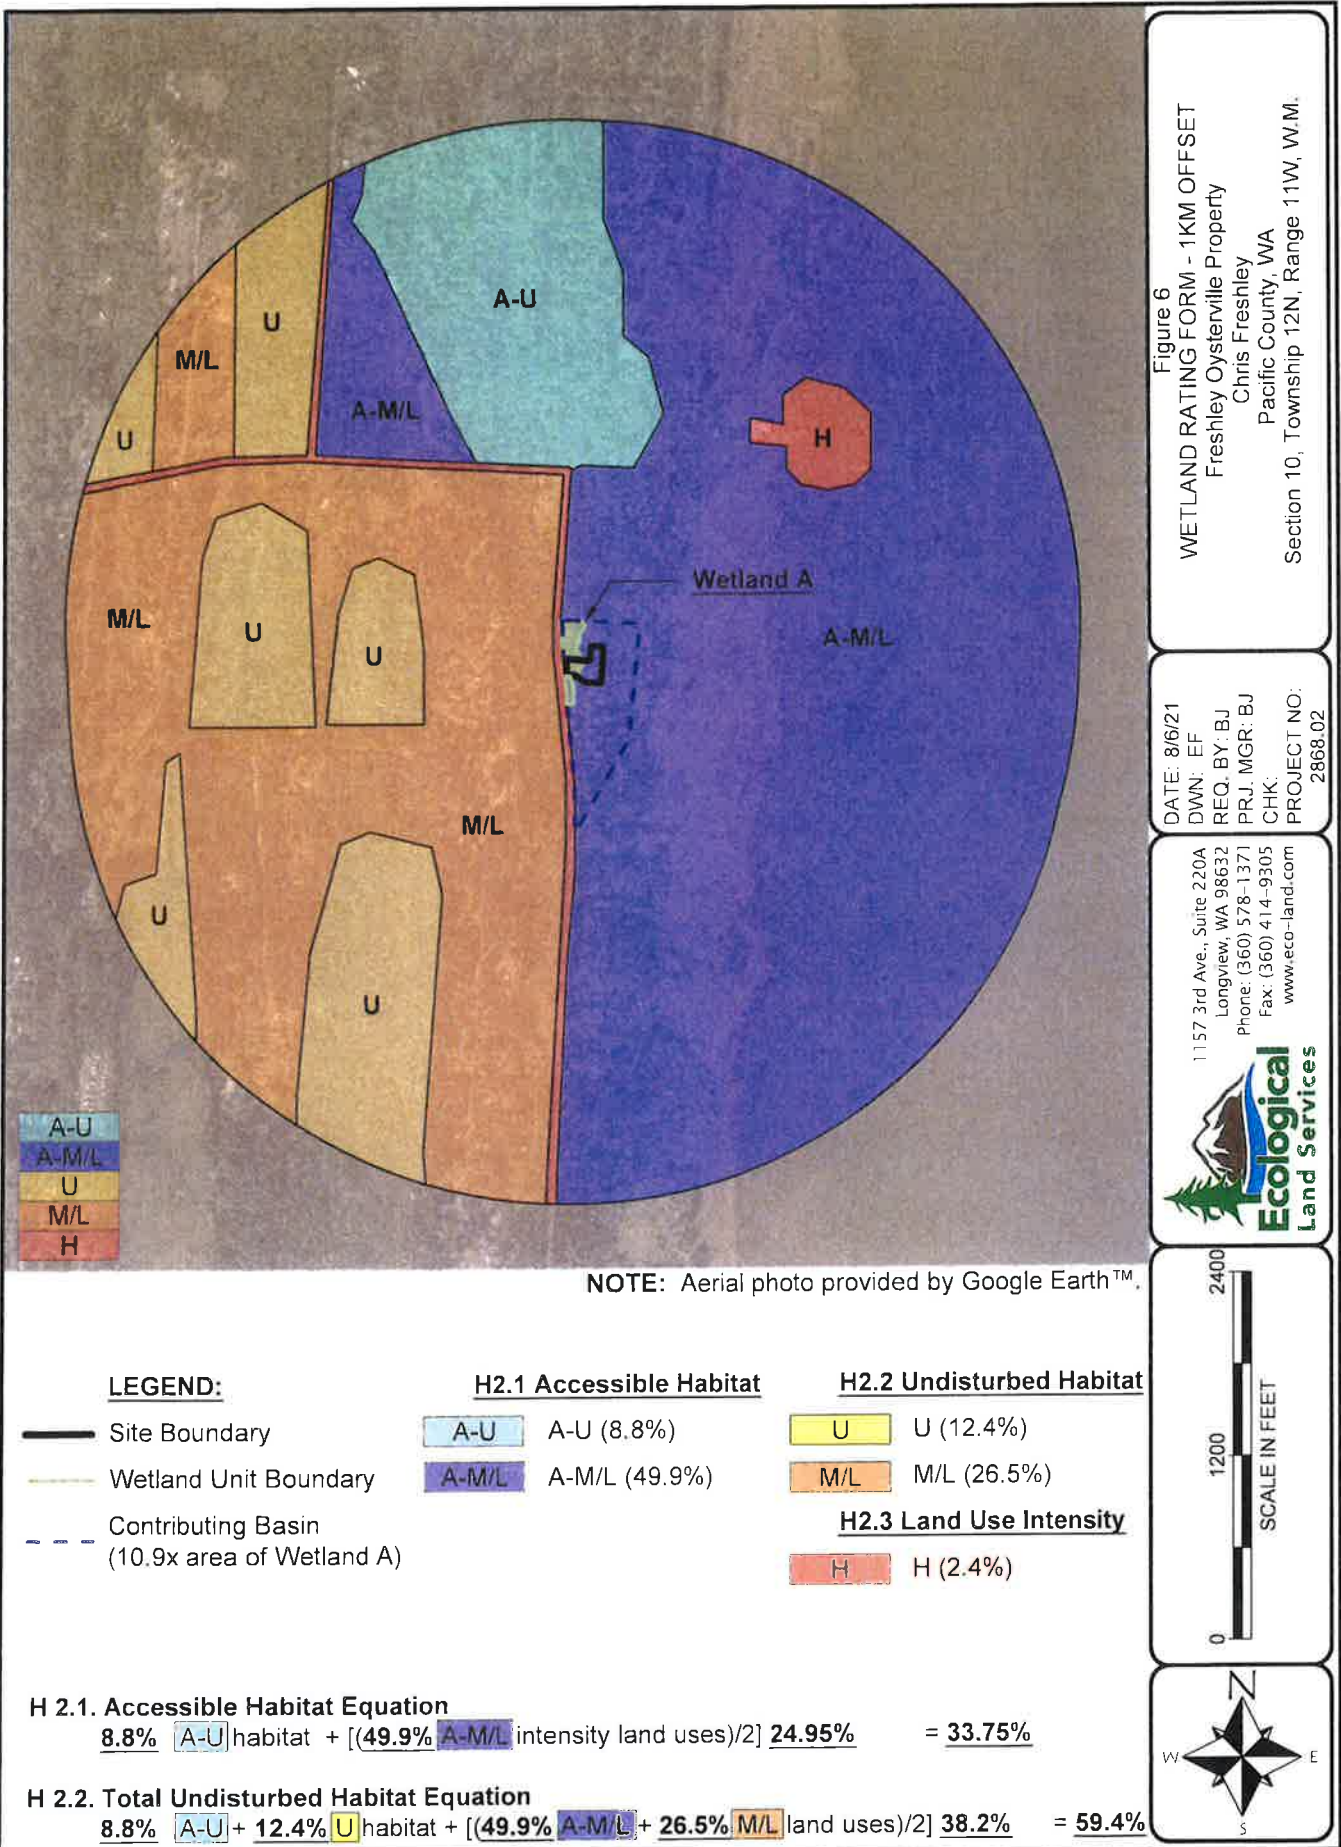 A-U
U
M/L
A-M/L
U
H
Wetland A
M/L
U
U
A-M/L
M/L
U
U
A-U
A-M/L
U
M/L
H
NOTE: Aerial photo provided by Google Earth™.
LEGEND:
Site Boundary
Wetland Unit Boundary
Contributing Basin
(10.9x area of Wetland A)
H2.1 Accessible Habitat
A-U A-U (8.8%)
A-M/L A-M/L (49.9%)
H2.2 Undisturbed Habitat
U U (12.4%)
M/L M/L (26.5%)
H2.3 Land Use Intensity
H H (2.4%)
H 2.1. Accessible Habitat Equation
8.8% A-U habitat + [(49.9% A-M/L intensity land uses)/2] 24.95% = 33.75%
H 2.2. Total Undisturbed Habitat Equation
8.8% A-U + 12.4% U habitat + [(49.9% A-M/L + 26.5% M/L land uses)/2] 38.2% = 59.4%
Figure 6
WETLAND RATING FORM - 1KM OFFSET
Freshley Oysterville Property
Chris Freshley
Pacific County, WA
Section 10, Township 12N, Range 11W, W.M.
DATE: 8/6/21
DWN: EF
REQ. BY: BJ
PRJ. MGR: BJ
CHK:
PROJECT NO:
2868.02
1157 3rd Ave., Suite 220A
Longview, WA 98632
Phone: (360) 578-1371
Fax: (360) 414-9305
www.eco-land.com
Ecological
Land Services
0 1200 2400
SCALE IN FEET
N
W E
S